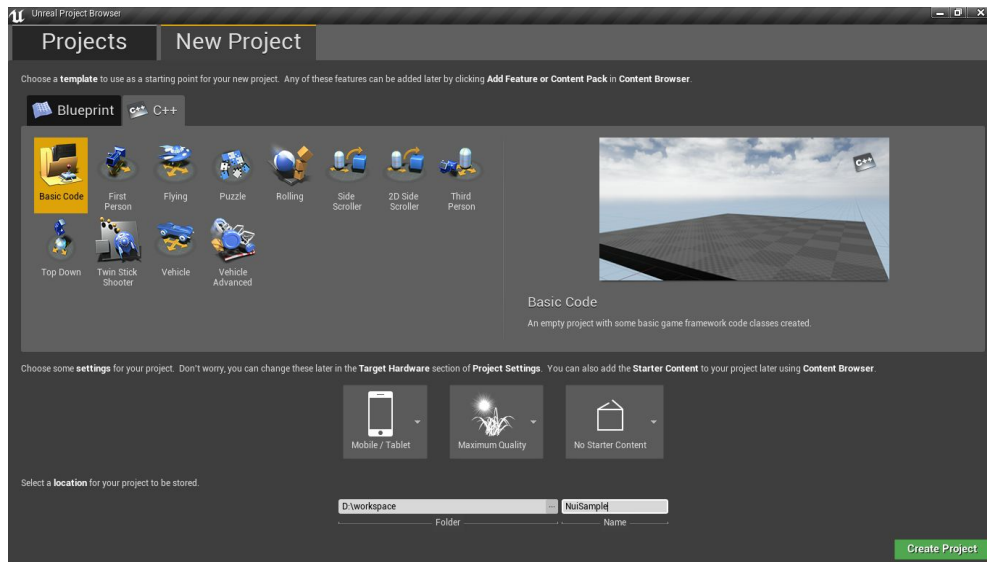 Unreal Project Browser
Projects
New Project
Choose a template to use as a starting point for your new project. Any of these features can be added later by clicking Add Feature or Content Pack in Content Browser.
Blueprint
C++
C++
Basic Code
First
Person
Flying
Puzzle
Rolling
Side
Scroller
2D Side
Scroller
Third
Person
Top Down
Twin Stick
Shooter
Vehicle
Vehicle
Advanced
C++
Basic Code
An empty project with some basic game framework code classes created.
Choose some settings for your project. Don't worry, you can change these later in the Target Hardware section of Project Settings. You can also add the Starter Content to your project later using Content Browser.
Mobile / Tablet
Maximum Quality
No Starter Content
Select a location for your project to be stored.
D:\workspace
...
NuiSample
Folder
Name
Create Project